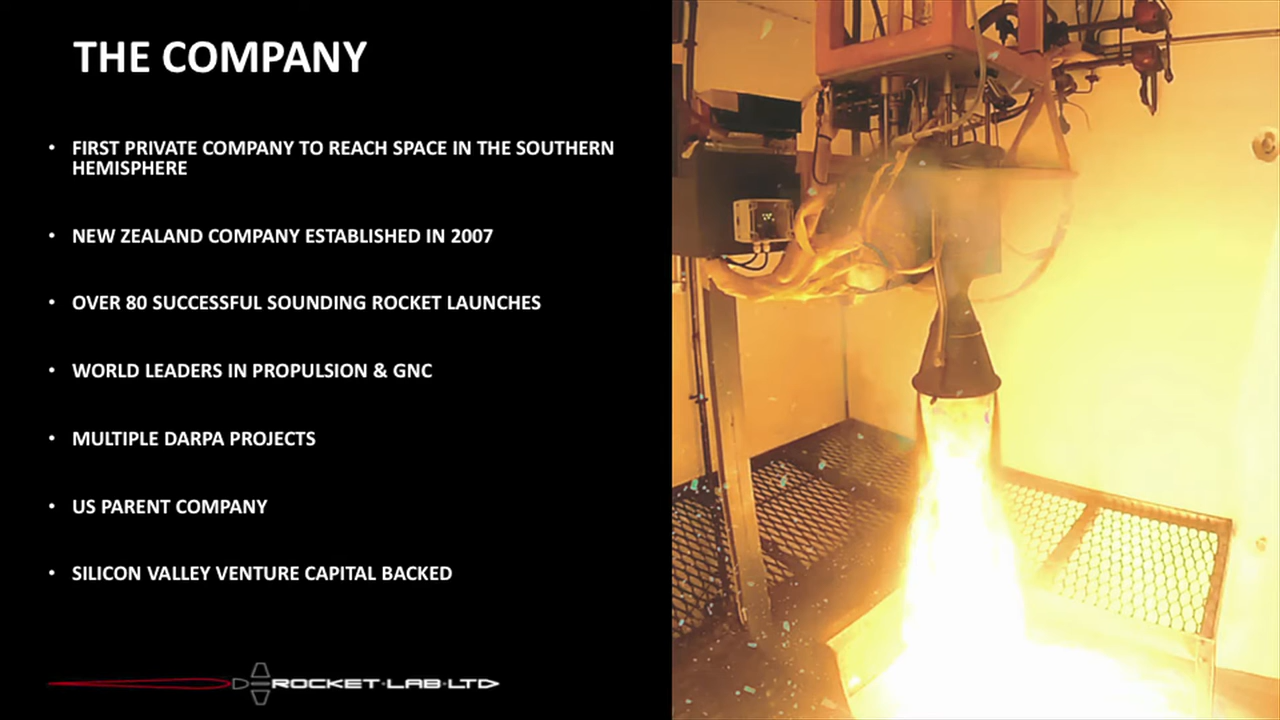 THE COMPANY
• FIRST PRIVATE COMPANY TO REACH SPACE IN THE SOUTHERN
HEMISPHERE
• NEW ZEALAND COMPANY ESTABLISHED IN 2007
• OVER 80 SUCCESSFUL SOUNDING ROCKET LAUNCHES
• WORLD LEADERS IN PROPULSION & GNC
• MULTIPLE DARPA PROJECTS
• US PARENT COMPANY
• SILICON VALLEY VENTURE CAPITAL BACKED
ROCKET·LAB·LTD